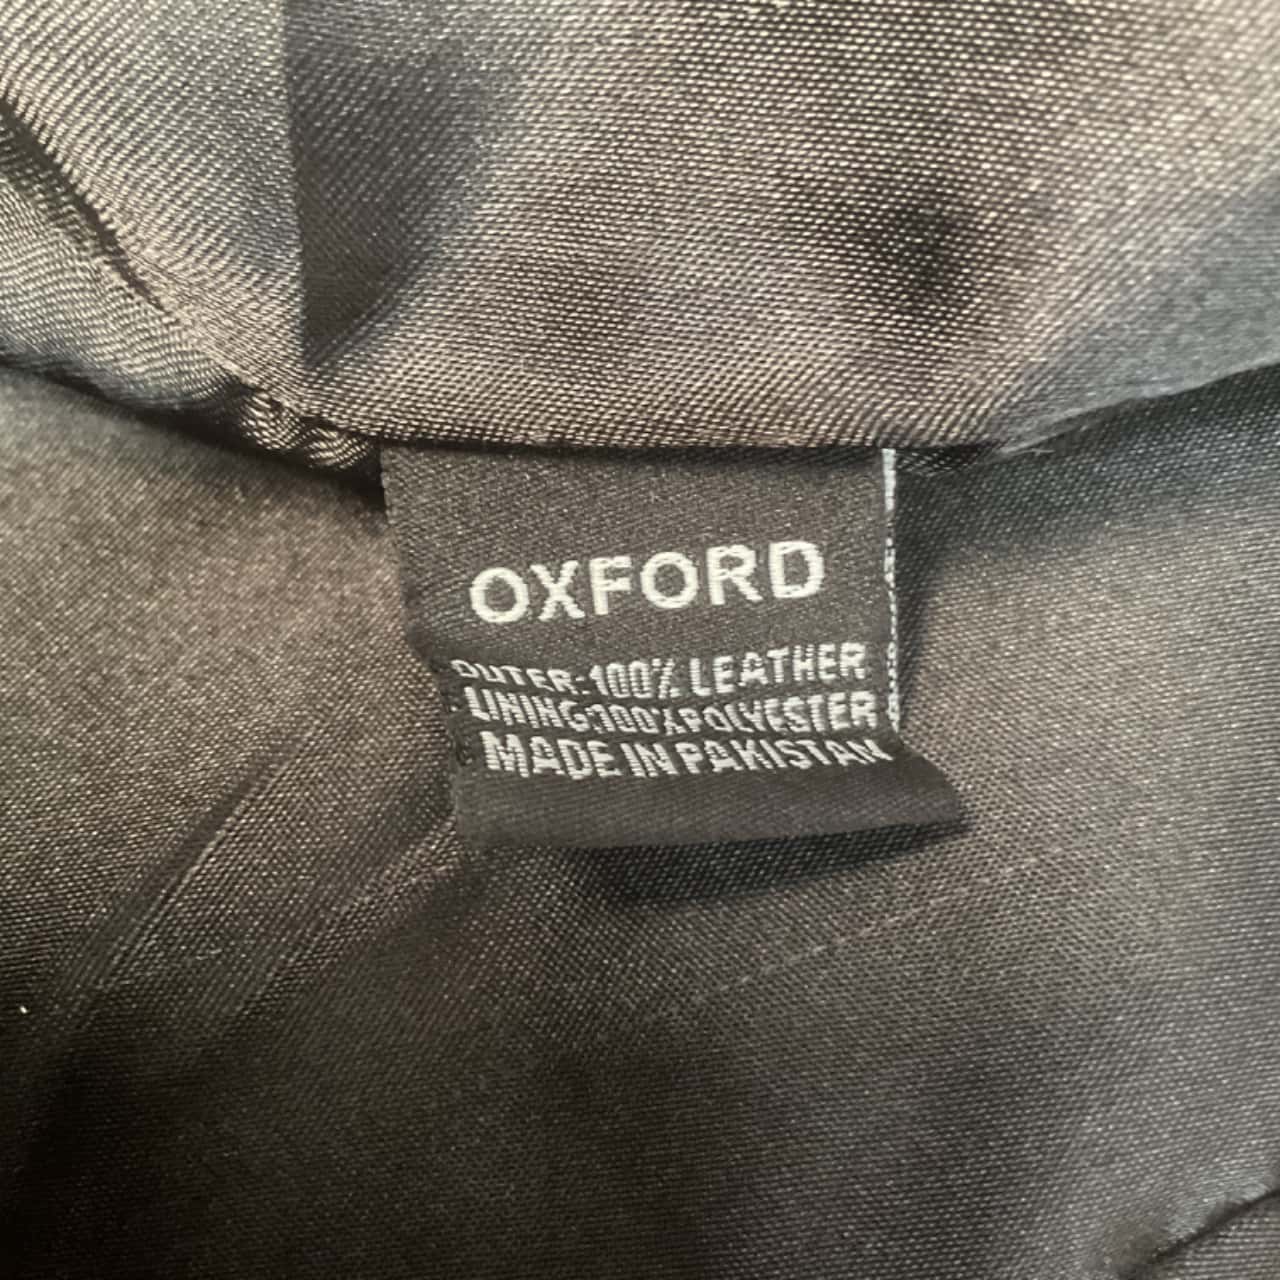 OXFORD
OUTER:100% LEATHER
LINING:100%POLYESTER
MADE IN PAKISTAN